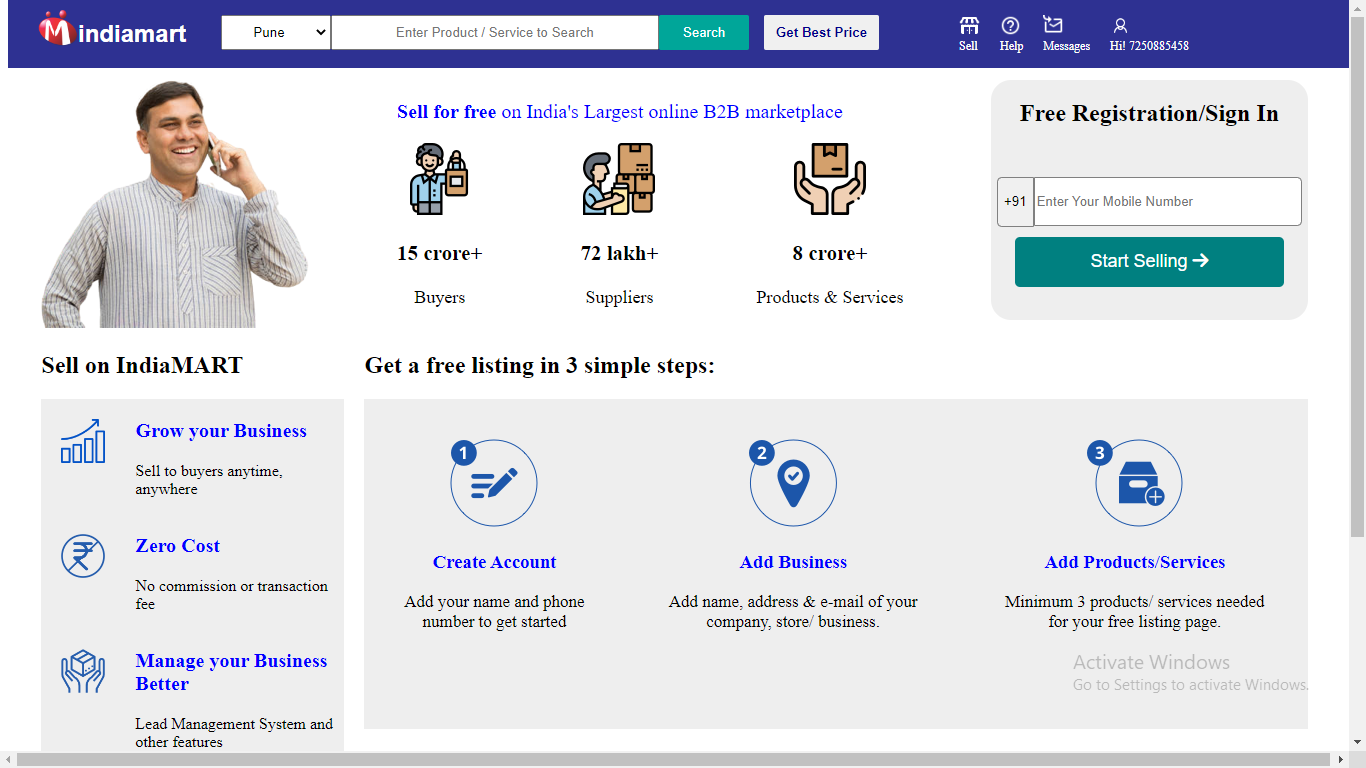 indiamart
Pune
Enter Product / Service to Search
Search
Get Best Price
Sell
Help
Messages
Hi! 7250885458
Sell for free on India's Largest online B2B marketplace
15 crore+
72 lakh+
8 crore+
Buyers
Suppliers
Products & Services
Free Registration/Sign In
+91
Enter Your Mobile Number
Start Selling
Sell on IndiaMART
Grow your Business
Sell to buyers anytime,
anywhere
Zero Cost
No commission or transaction
fee
Manage your Business
Better
Lead Management System and
other features
Get a free listing in 3 simple steps:
1
Create Account
Add your name and phone
number to get started
2
Add Business
Add name, address & e-mail of your
company, store/ business.
3
Add Products/Services
Minimum 3 products/ services needed
for your free listing page.
Activate Windows
Go to Settings to activate Windows.